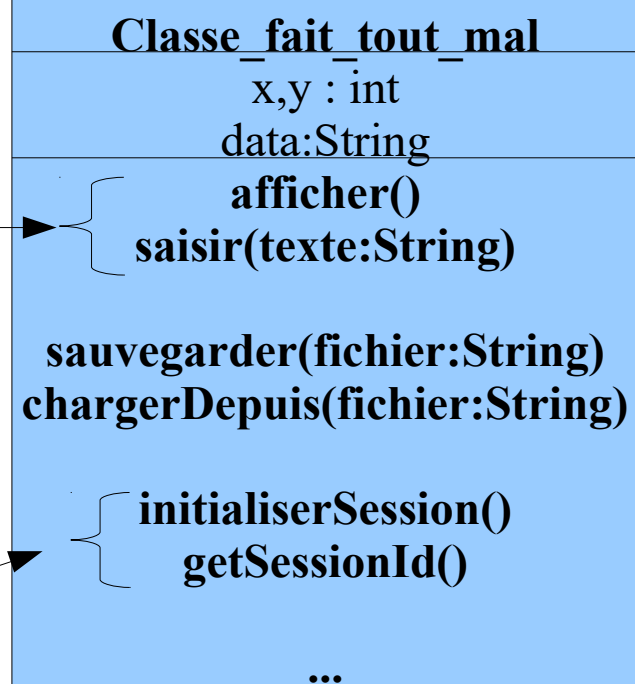 Classe_fait_tout_mal
x,y : int
data:String
afficher()
saisir(texte:String)
sauvegarder(fichier:String)
chargerDepuis(fichier:String)
initialiserSession()
getSessionId()
...